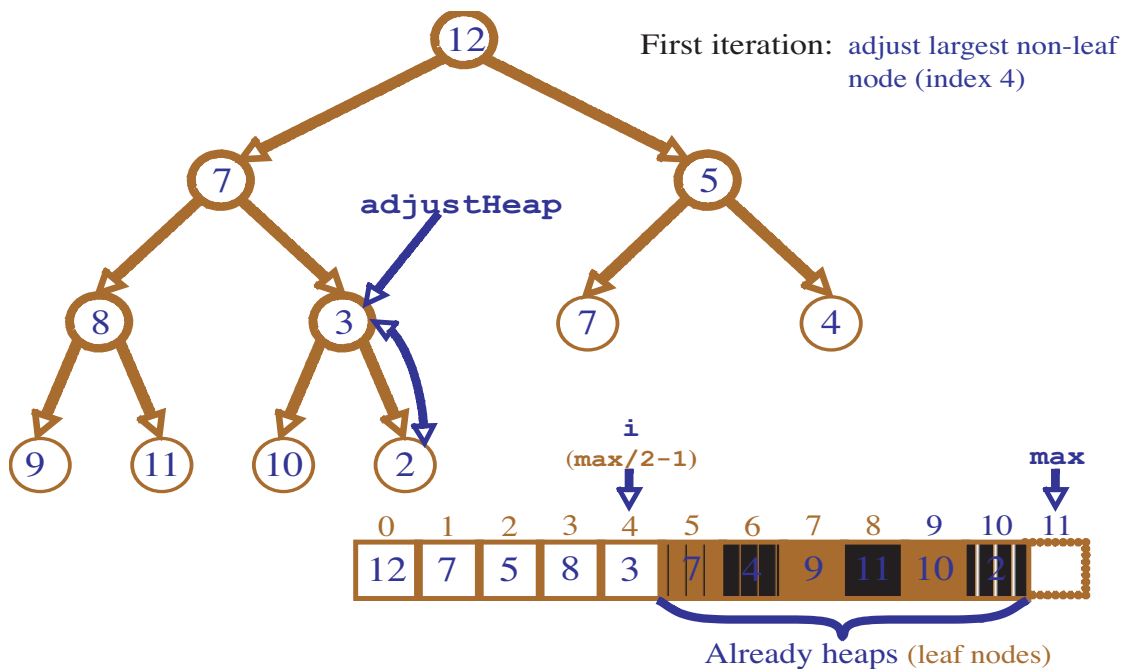 12
First iteration: adjust largest non-leaf
node (index 4)
7
5
adjustHeap
8
3
7
4
9
11
10
2
i
(max/2-1)
max
0 1 2 3 4 5 6 7 8 9 10 11
12 7 5 8 3 7 4 9 11 10 2
Already heaps (leaf nodes)